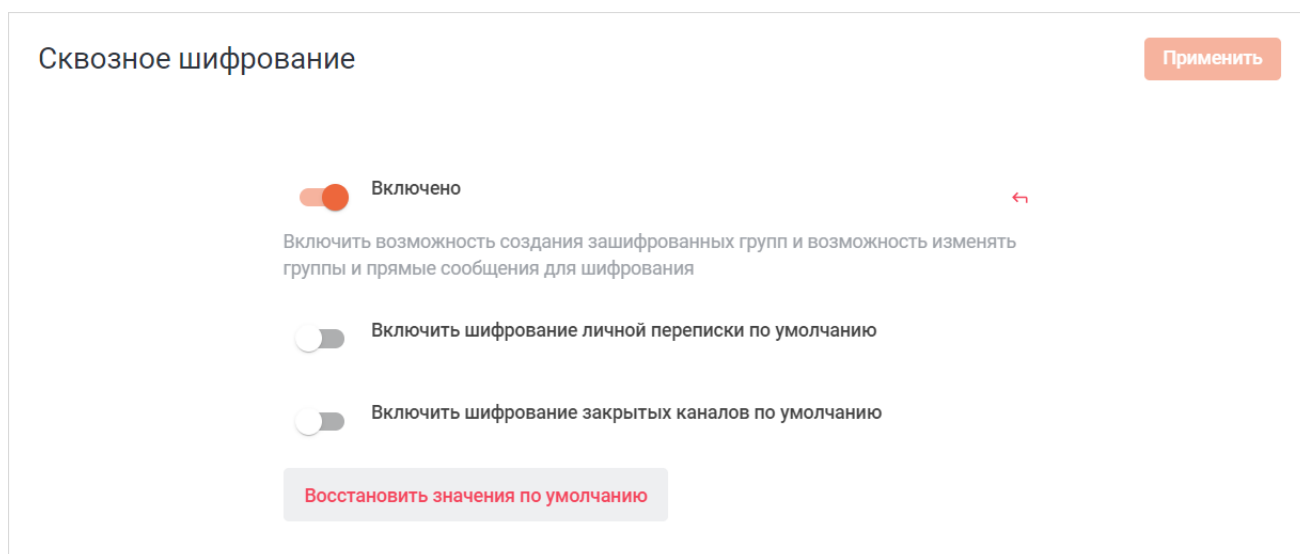 Сквозное шифрование
Применить
Включено
Включить возможность создания зашифрованных групп и возможность изменять
группы и прямые сообщения для шифрования
Включить шифрование личной переписки по умолчанию
Включить шифрование закрытых каналов по умолчанию
Восстановить значения по умолчанию